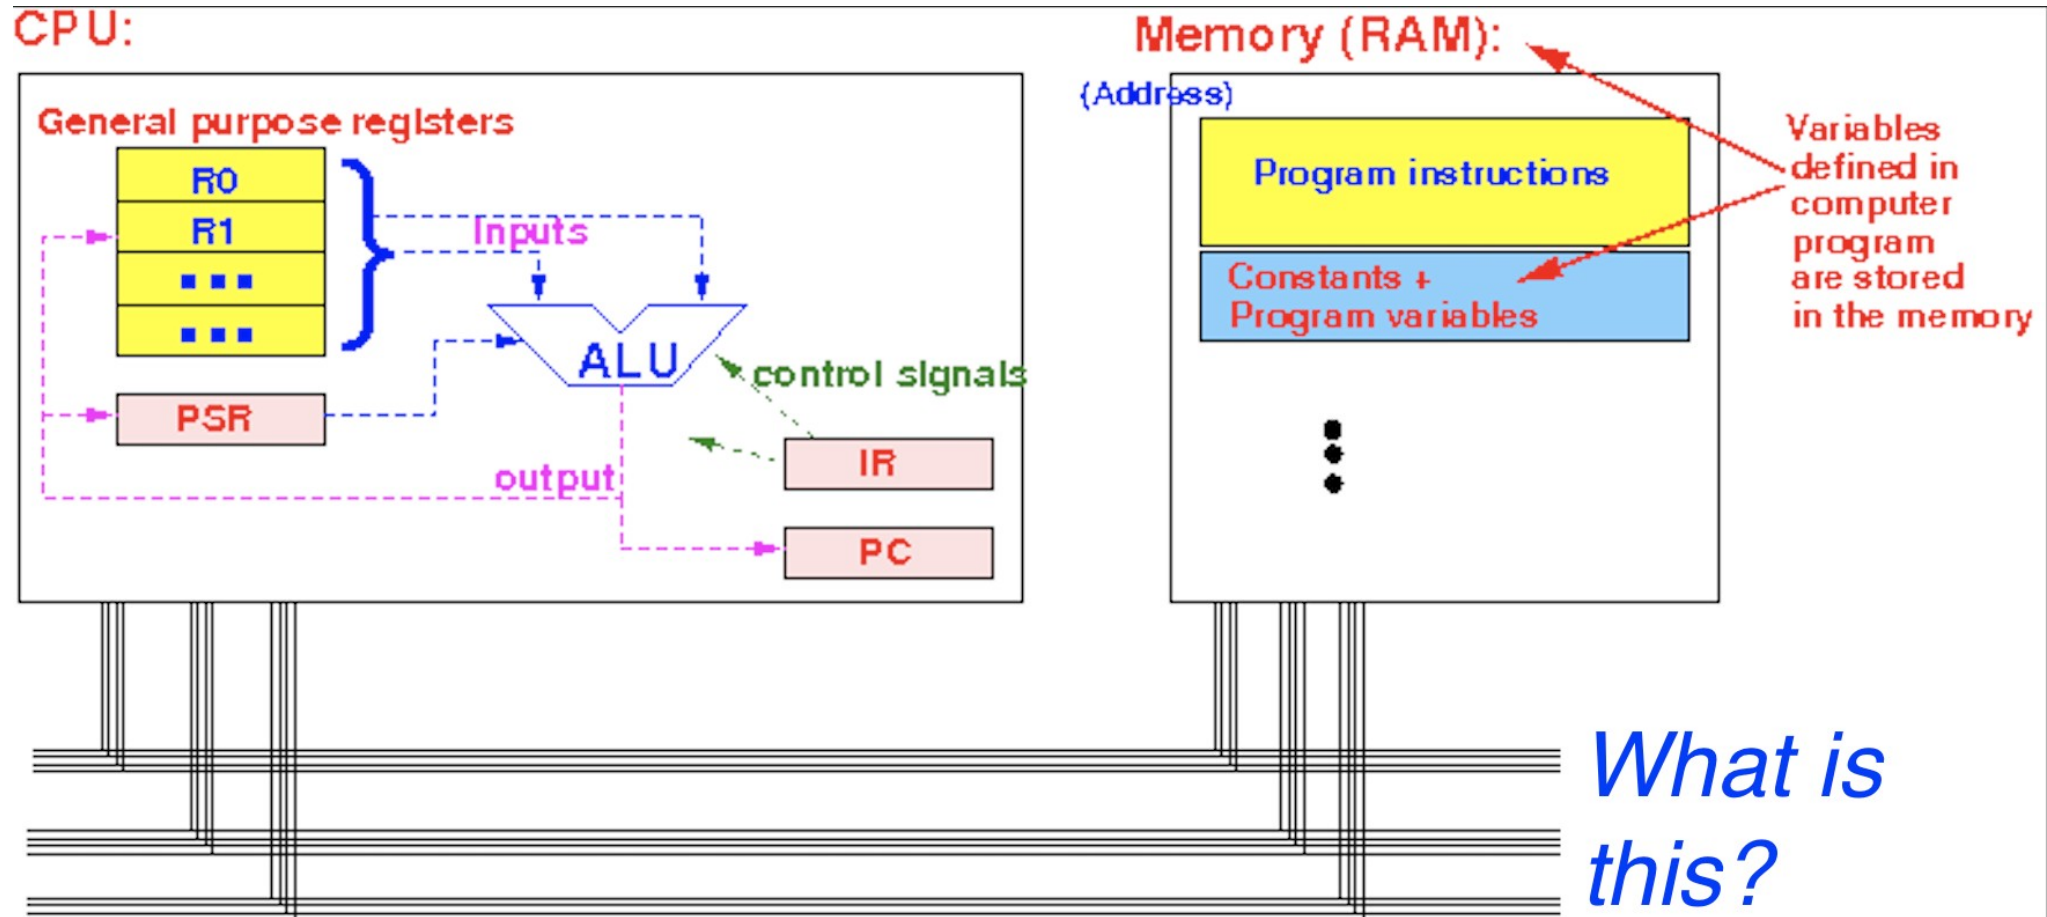 CPU:
General purpose registers
R0
R1
...
...
PSR
Inputs
ALU
control signals
output
IR
PC
Memory (RAM):
(Address)
Program instructions
Constants +
Program variables
Variables
defined in
computer
program
are stored
in the memory
What is
this?